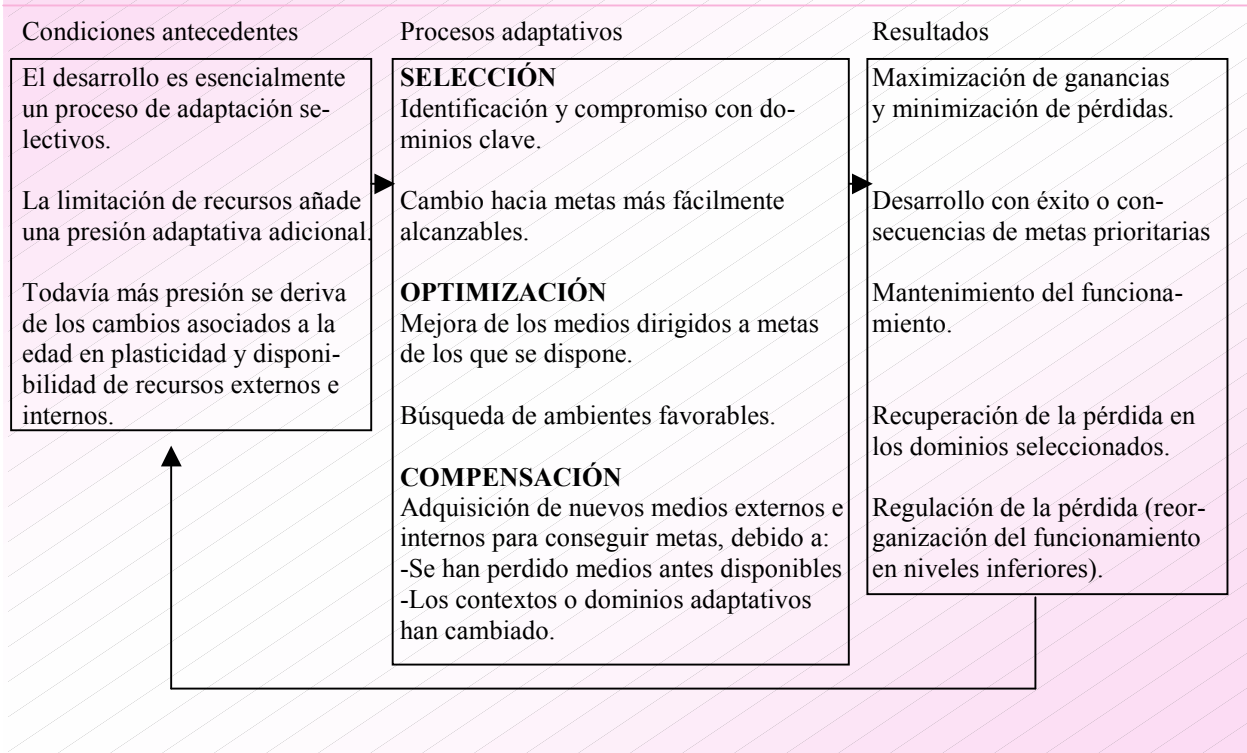 Condiciones antecedentes
El desarrollo es esencialmente
un proceso de adaptación se-
lectivos.
La limitación de recursos añade
una presión adaptativa adicional.
Todavía más presión se deriva
de los cambios asociados a la
edad en plasticidad y disponi-
bilidad de recursos externos e
internos.
Procesos adaptativos
SELECCIÓN
Identificación y compromiso con do-
minios clave.
Cambio hacia metas más fácilmente
alcanzables.
OPTIMIZACIÓN
Mejora de los medios dirigidos a metas
de los que se dispone.
Búsqueda de ambientes favorables.
COMPENSACIÓN
Adquisición de nuevos medios externos e
internos para conseguir metas, debido a:
-Se han perdido medios antes disponibles
-Los contextos o dominios adaptativos
han cambiado.
Resultados
Maximización de ganancias
y minimización de pérdidas.
Desarrollo con éxito o con-
secuencias de metas prioritarias
Mantenimiento del funciona-
miento.
Recuperación de la pérdida en
los dominios seleccionados.
Regulación de la pérdida (reor-
ganización del funcionamiento
en niveles inferiores).